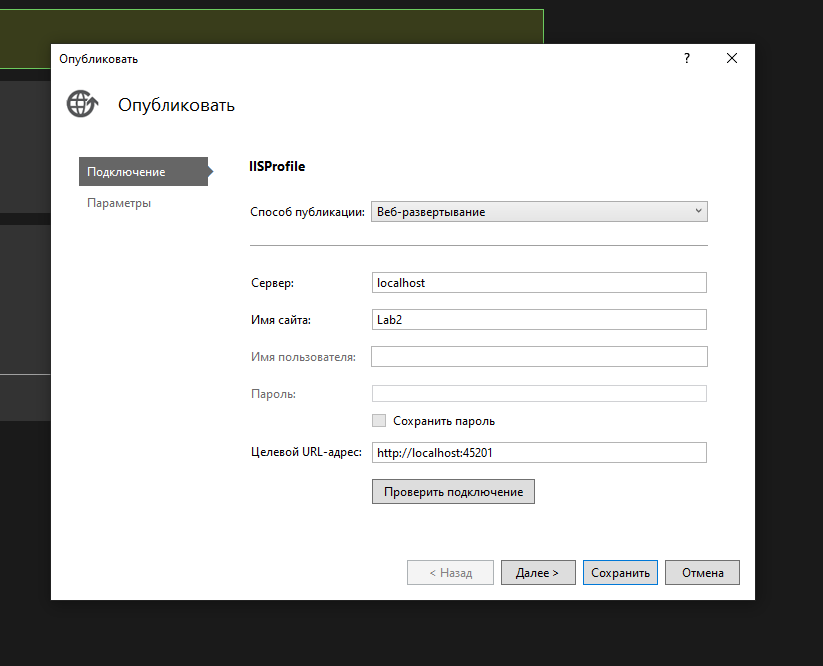 Опубликовать
?
Опубликовать
Подключение
Параметры
IISProfile
Способ публикации: Веб-развертывание
Сервер: localhost
Имя сайта: Lab2
Имя пользователя:
Пароль:
Сохранить пароль
Целевой URL-адрес: http://localhost:45201
Проверить подключение
< Назад Далее > Сохранить Отмена